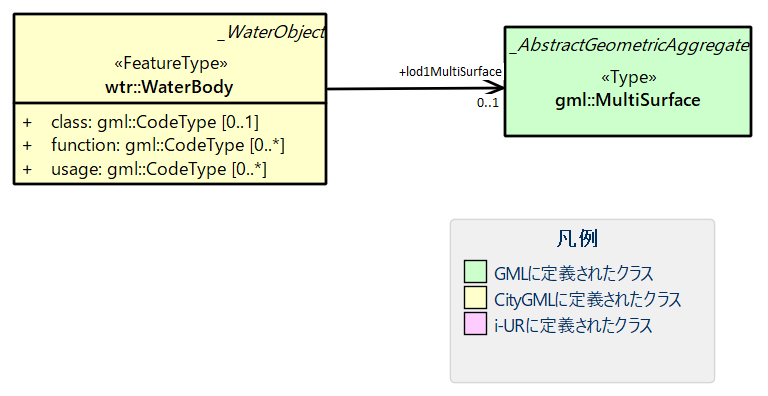 _WaterObject
«FeatureType»
wtr::WaterBody
+ class: gml::CodeType [0..1]
+ function: gml::CodeType [0..*]
+ usage: gml::CodeType [0..*]
+lod1MultiSurface
0..1
_AbstractGeometricAggregate
«Type»
gml::MultiSurface
凡例
GMLに定義されたクラス
CityGMLに定義されたクラス
i-URに定義されたクラス